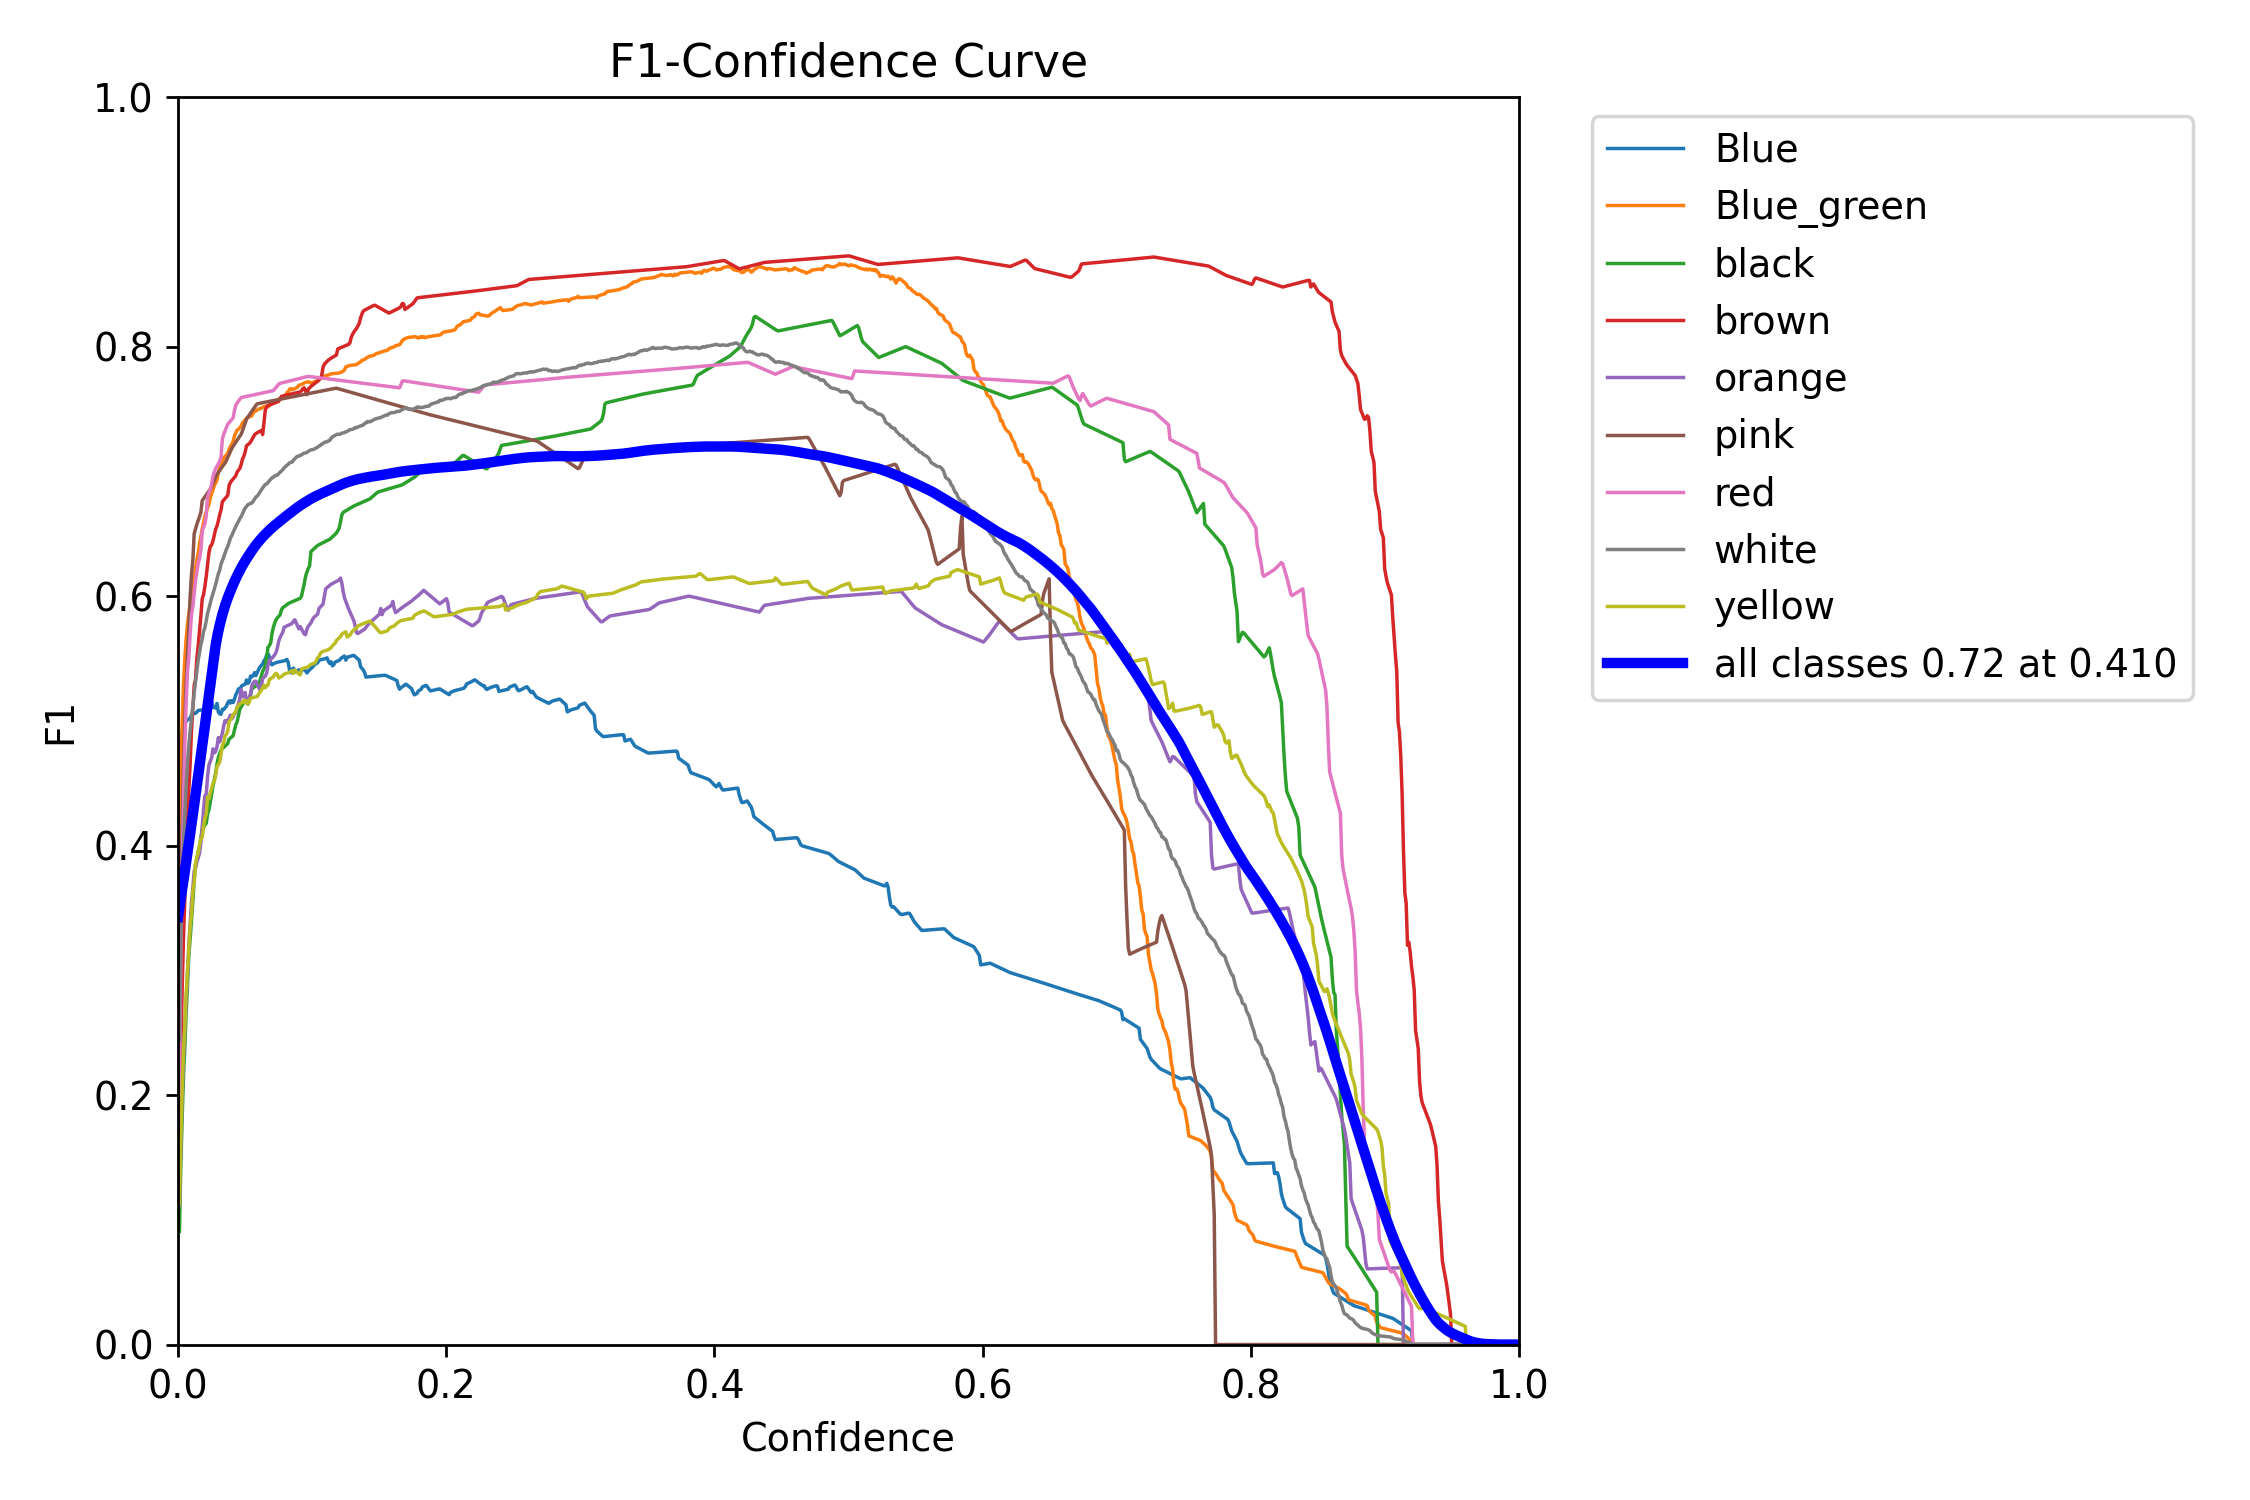 F1-Confidence Curve
1.0
0.8
0.6
0.4
0.2
0.0
F1
0.0 0.2 0.4 0.6 0.8 1.0
Confidence
Blue
Blue_green
black
brown
orange
pink
red
white
yellow
all classes 0.72 at 0.410